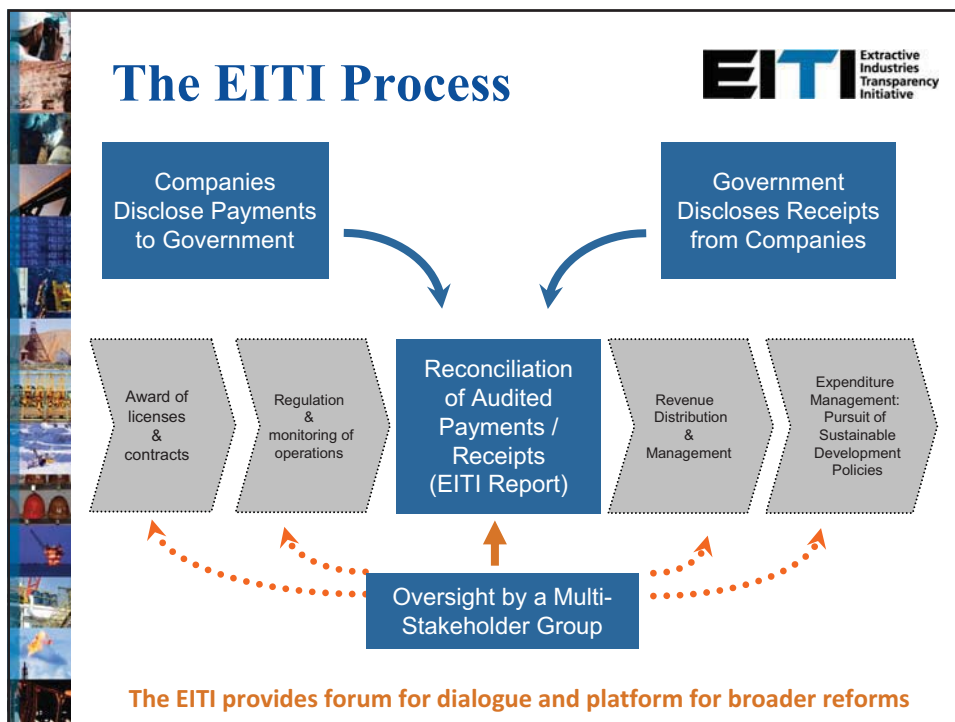 The EITI Process
EITI
Extractive
Industries
Transparency
Initiative
Companies
Disclose Payments
to Government
Government
Discloses Receipts
from Companies
Award of
licenses
&
contracts
Regulation
&
monitoring of
operations
Reconciliation
of Audited
Payments /
Receipts
(EITI Report)
Revenue
Distribution
&
Management
Expenditure
Management:
Pursuit of
Sustainable
Development
Policies
Oversight by a Multi-
Stakeholder Group
The EITI provides forum for dialogue and platform for broader reforms